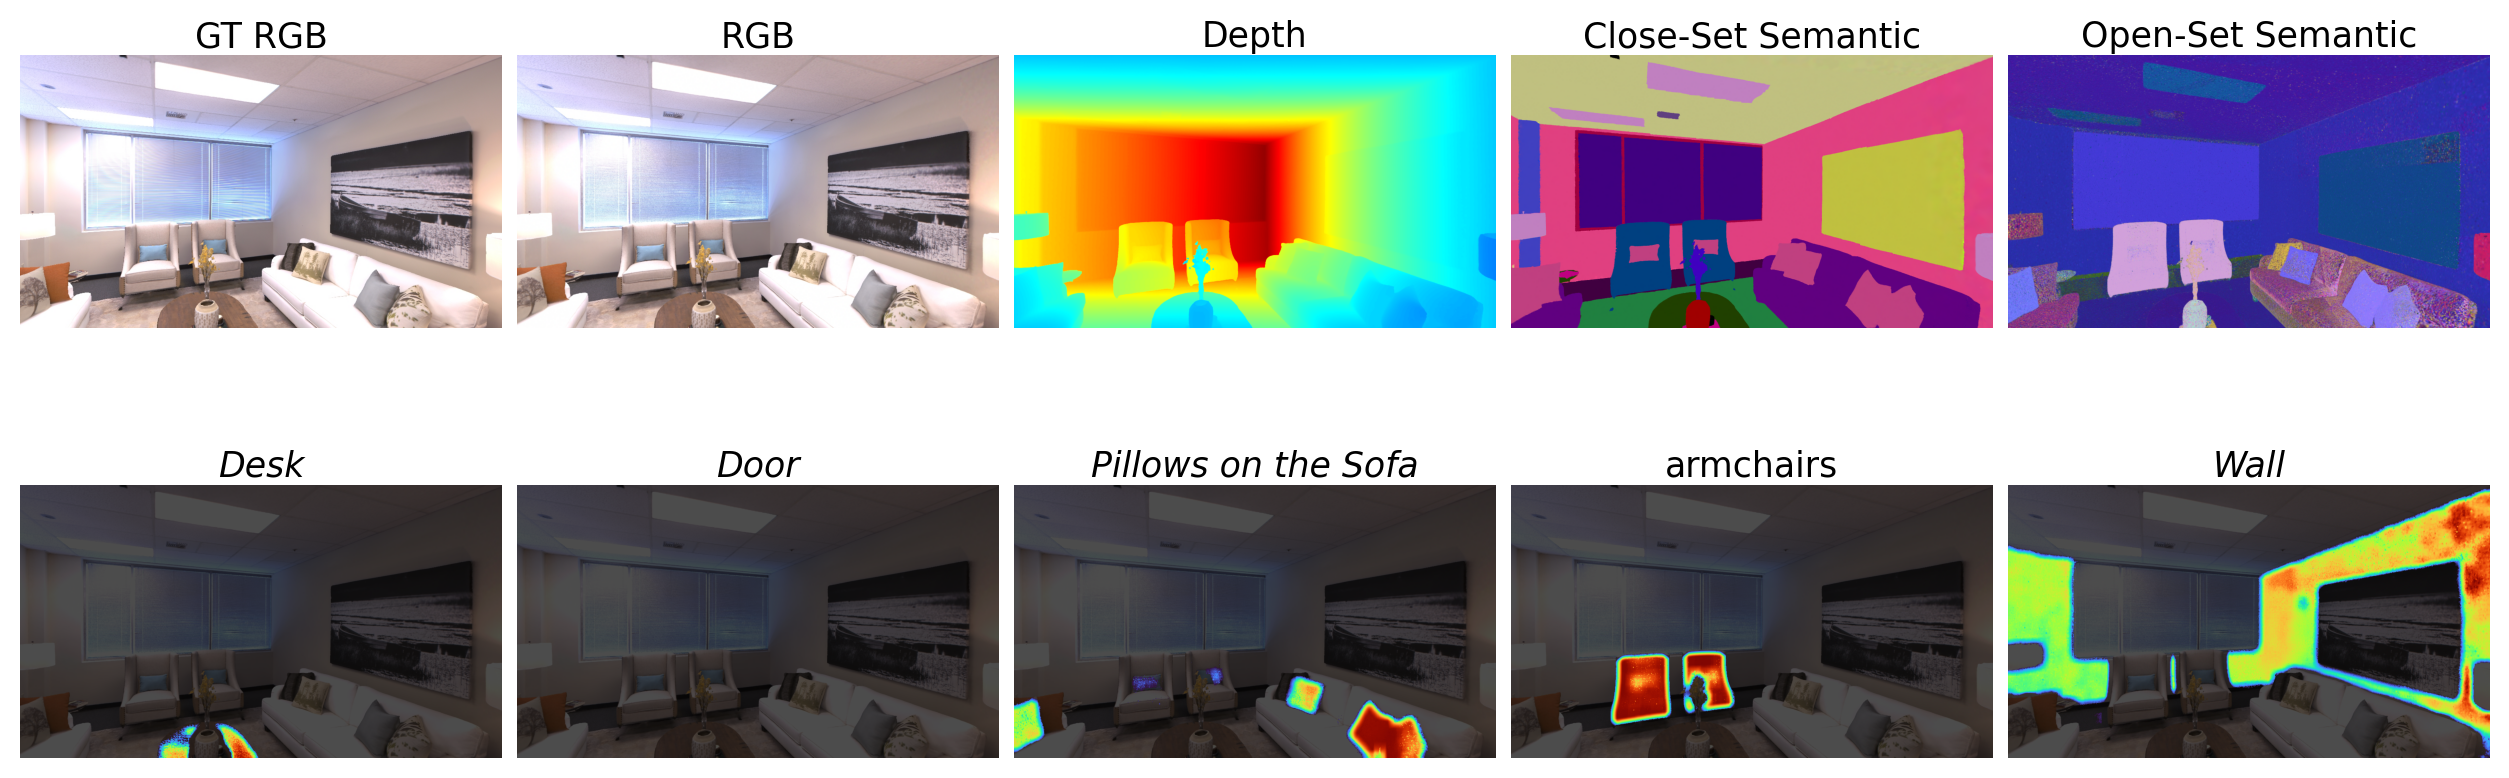 GT RGB
RGB
Depth
Close-Set Semantic
Open-Set Semantic
Desk
Door
Pillows on the Sofa
armchairs
Wall